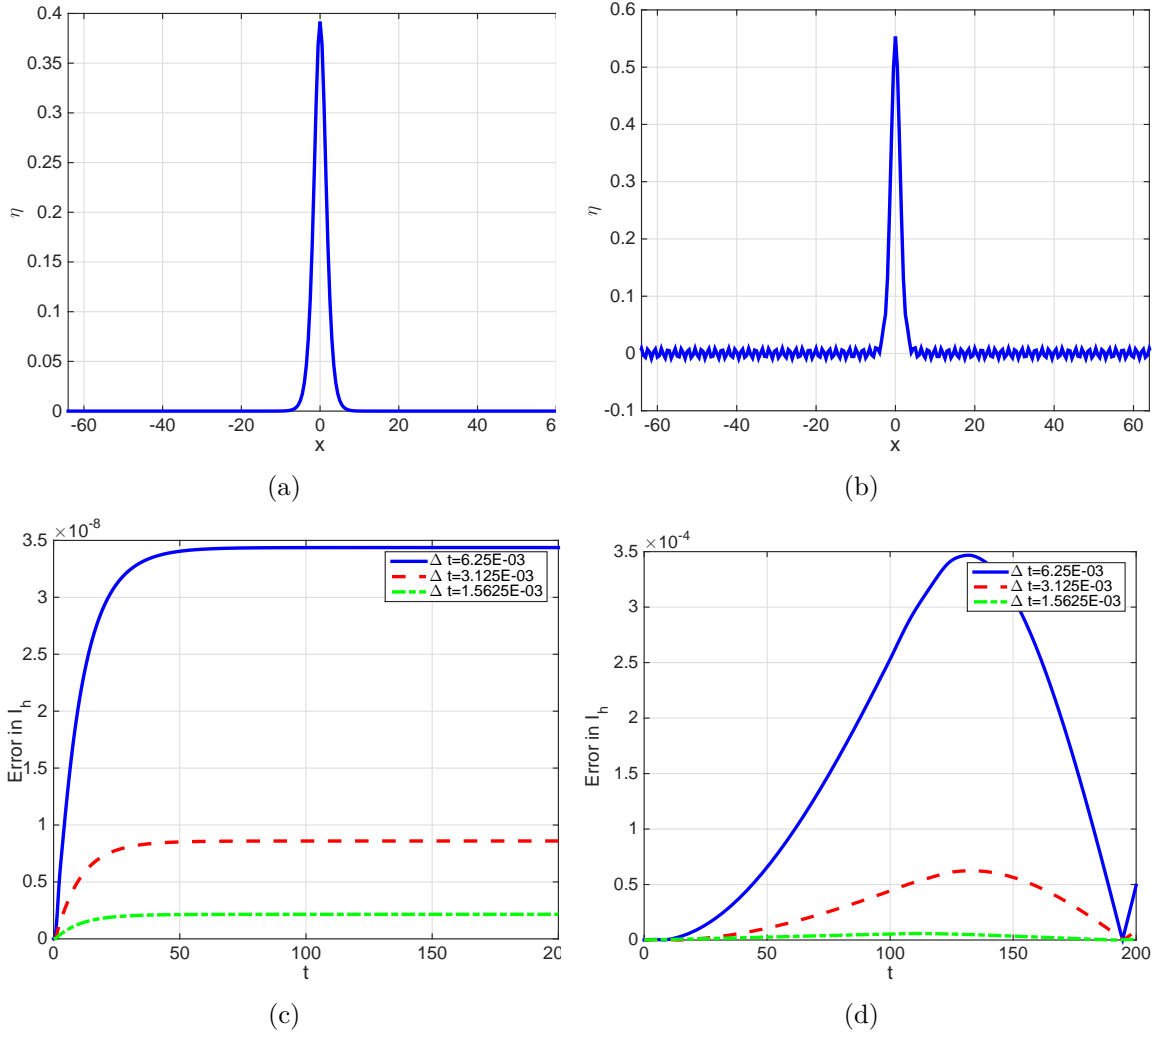 0.4
0.35
0.3
0.25
0.2
0.15
0.1
0.05
0
η
-60 -40 -20 0 20 40 6
x
(a)
0.6
0.5
0.4
0.3
0.2
0.1
0
-0.1
η
-60 -40 -20 0 20 40 60
x
(b)
×10⁻⁸
3.5
3
2.5
2
1.5
1
0.5
0
Error in I_h
Δ t=6.25E-03
Δ t=3.125E-03
Δ t=1.5625E-03
0 50 100 150 20
t
(c)
×10⁻⁴
3.5
3
2.5
2
1.5
1
0.5
0
Error in I_h
Δ t=6.25E-03
Δ t=3.125E-03
Δ t=1.5625E-03
0 50 100 150 200
t
(d)